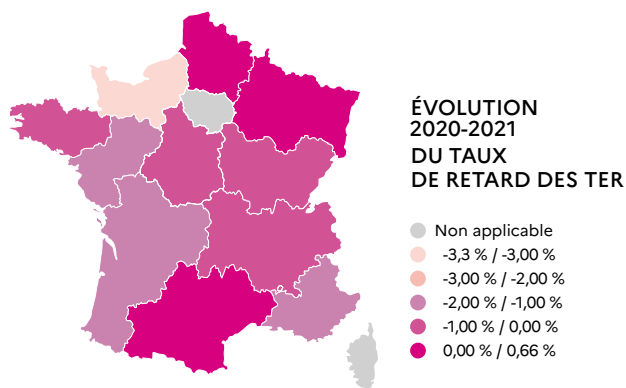 ÉVOLUTION
2020-2021
DU TAUX
DE RETARD DES TER
Non applicable
-3,3 % / -3,00 %
-3,00 % / -2,00 %
-2,00 % / -1,00 %
-1,00 % / 0,00 %
0,00 % / 0,66 %